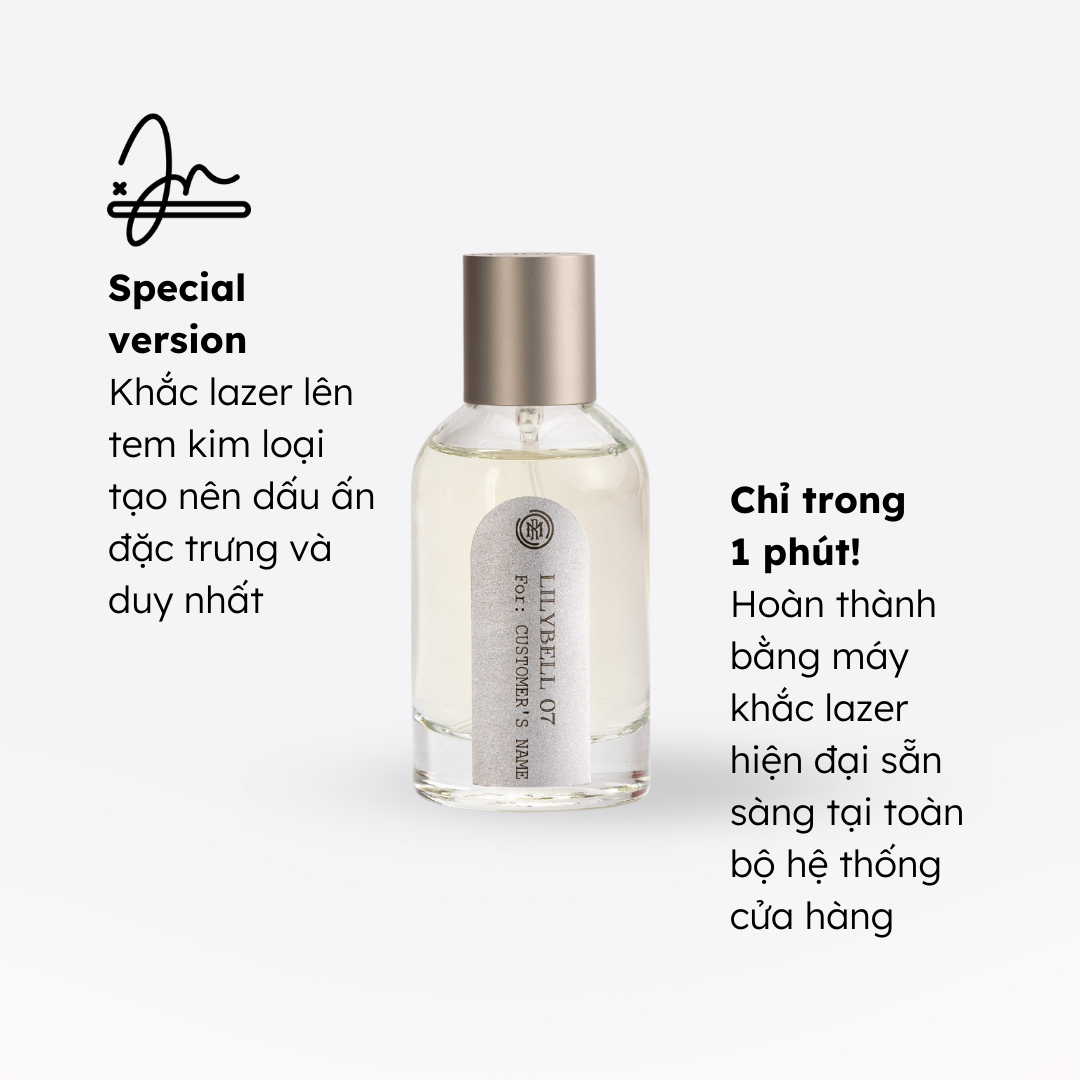 Special
version
Khắc lazer lên
tem kim loại
tạo nên dấu ấn
đặc trưng và
duy nhất
LILYBELL 07
For: CUSTOMER'S NAME
Chỉ trong
1 phút!
Hoàn thành
bằng máy
khắc lazer
hiện đại sẵn
sàng tại toàn
bộ hệ thống
cửa hàng